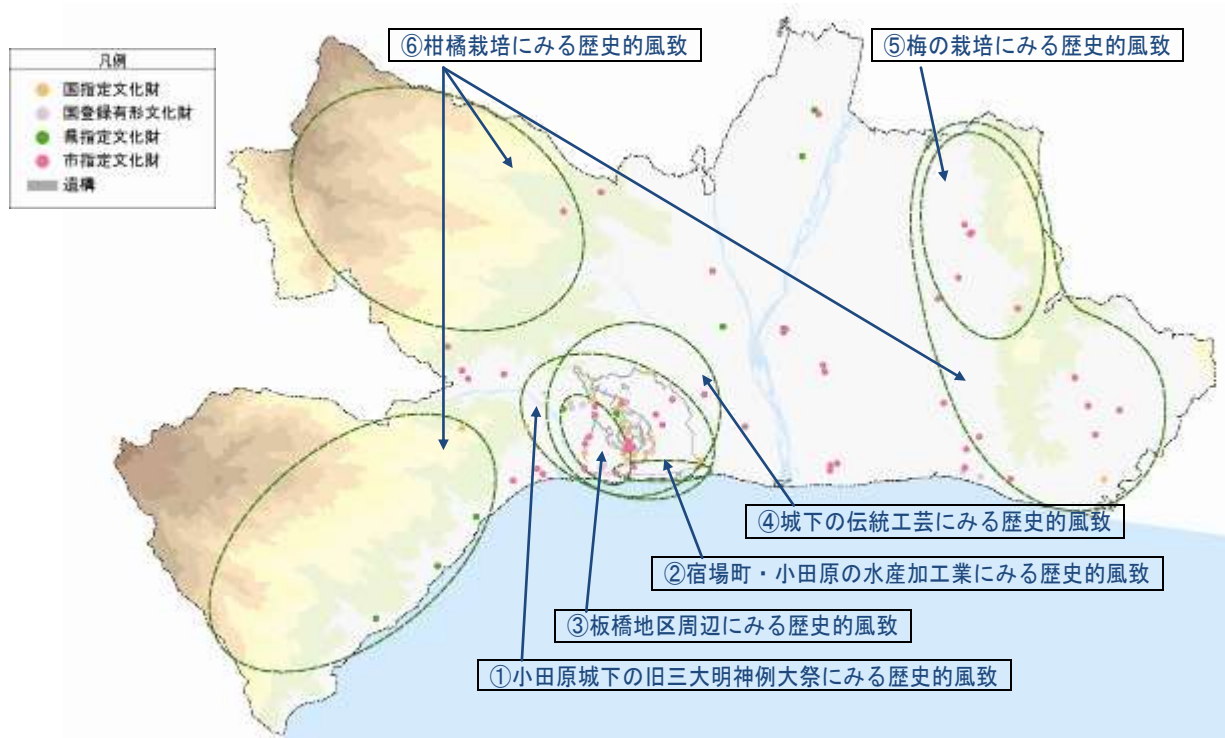 ⑥柑橘栽培にみる歴史的風致
⑤梅の栽培にみる歴史的風致
凡例
国指定文化財
国登録有形文化財
県指定文化財
市指定文化財
遺構
④城下の伝統工芸にみる歴史的風致
②宿場町・小田原の水産加工業にみる歴史的風致
③板橋地区周辺にみる歴史的風致
①小田原城下の旧三大明神例大祭にみる歴史的風致